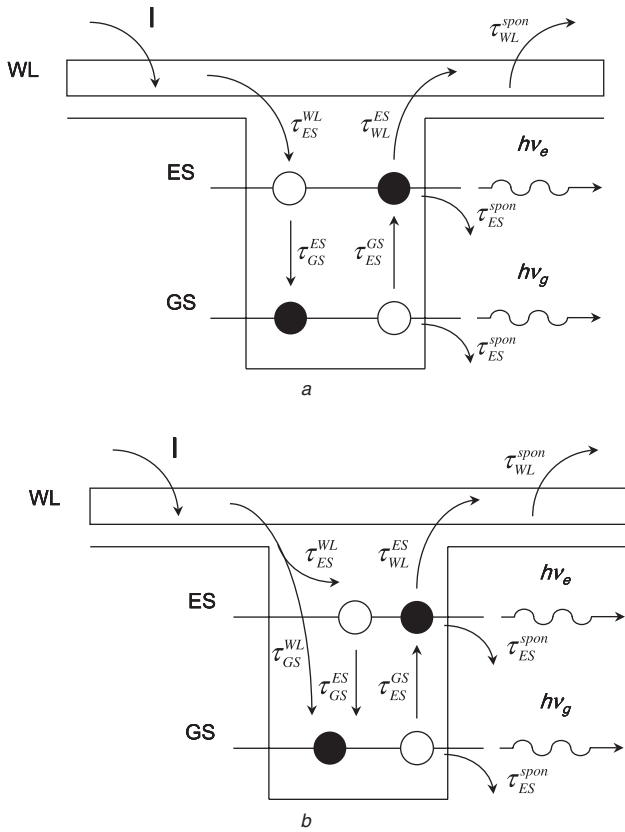 I
τ_WL^spon
WL
τ_ES^WL
τ_WL^ES
hν_e
ES
τ_ES^spon
τ_GS^ES
τ_ES^GS
hν_g
GS
τ_ES^spon
a
I
τ_WL^spon
WL
τ_ES^WL
τ_WL^ES
hν_e
ES
τ_ES^spon
τ_GS^WL
τ_GS^ES
τ_ES^GS
hν_g
GS
τ_ES^spon
b